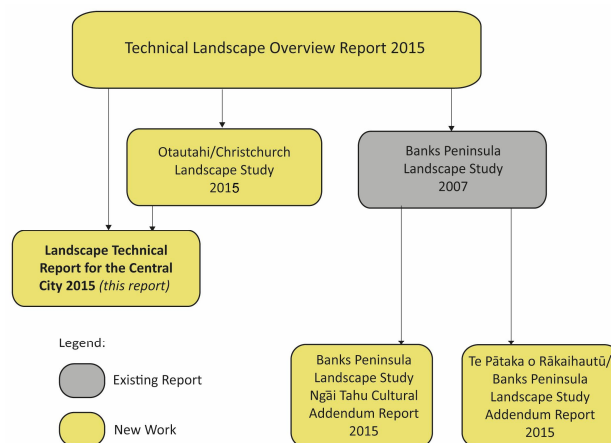 Technical Landscape Overview Report 2015
Otautahi/Christchurch
Landscape Study
2015
Banks Peninsula
Landscape Study
2007
Landscape Technical
Report for the Central
City 2015 (this report)
Legend:
Existing Report
New Work
Banks Peninsula
Landscape Study
Ngāi Tahu Cultural
Addendum Report
2015
Te Pātaka o Rākaihautū/
Banks Peninsula
Landscape Study
Addendum Report
2015